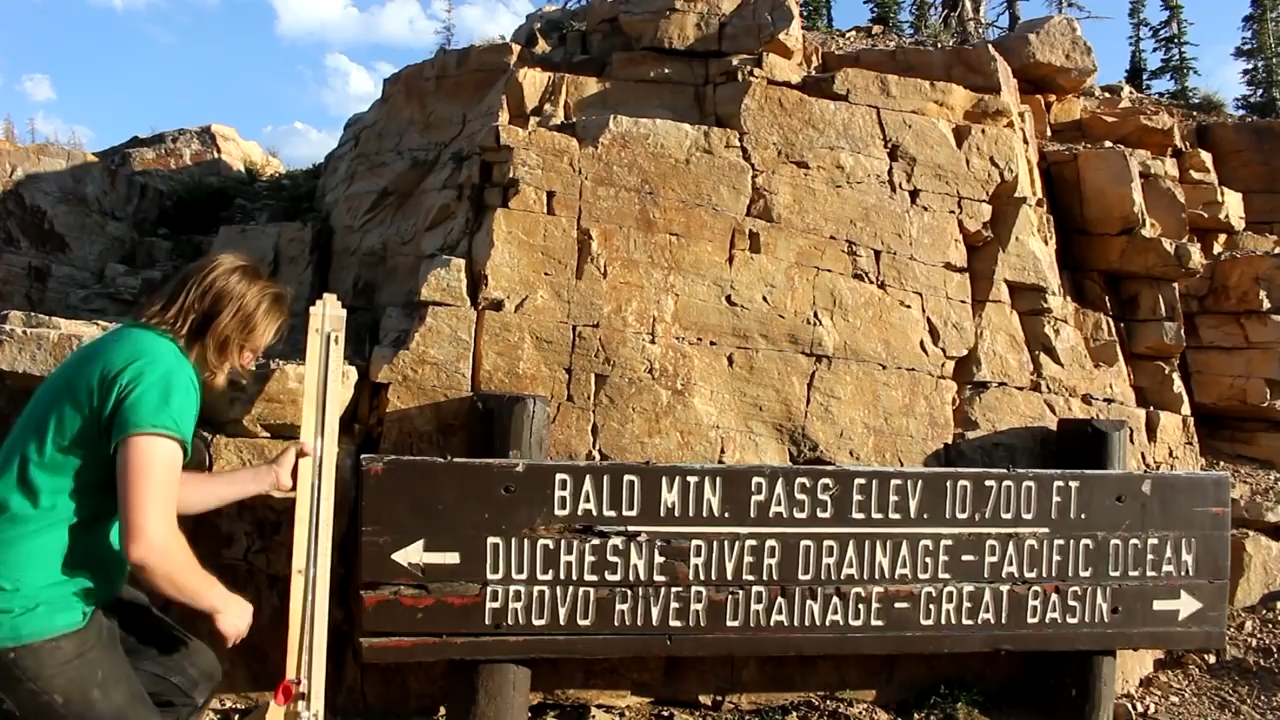 BALD MTN. PASS ELEV. 10,700 FT.
DUCHESNE RIVER DRAINAGE-PACIFIC OCEAN
PROVO RIVER DRAINAGE-GREAT BASIN